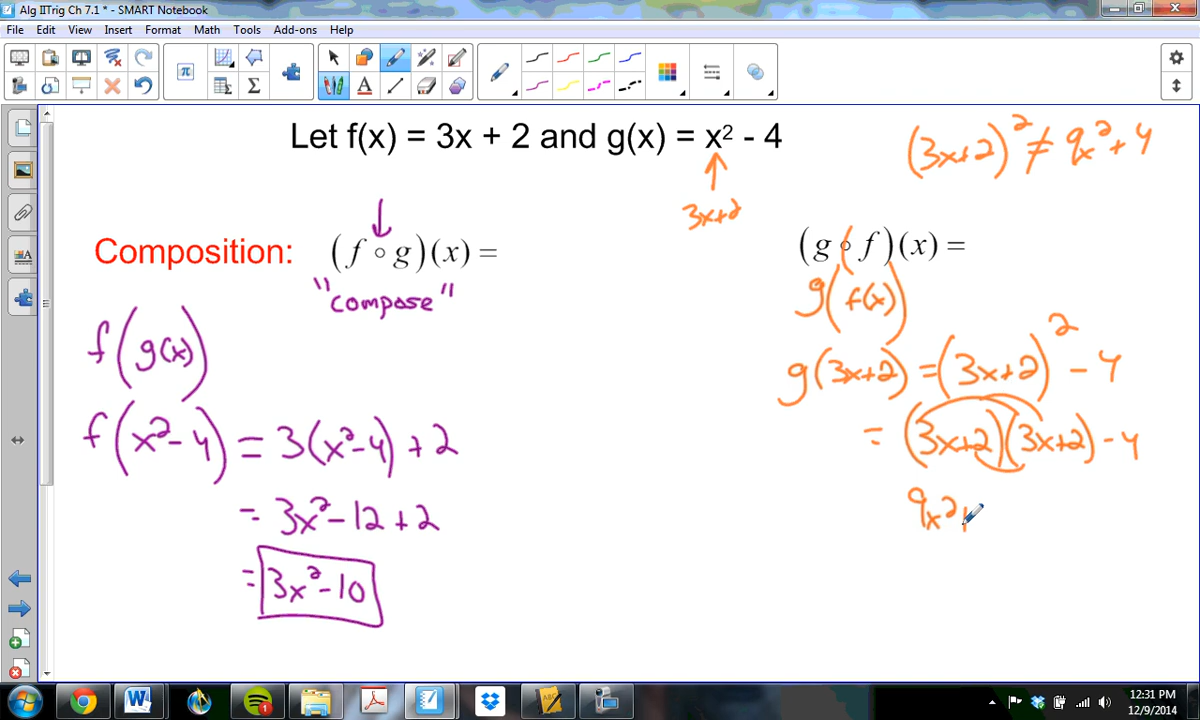 Alg IITrig Ch 7.1 * - SMART Notebook
File Edit View Insert Format Math Tools Add-ons Help
Let f(x) = 3x + 2 and g(x) = x² - 4
(3x+2)² ≠ 9x² + 4
3x+2
Composition: (f ∘ g)(x) =
(g ∘ f)(x) =
"compose"
f(g(x))
f(x²-4) = 3(x²-4) + 2
= 3x² - 12 + 2
= 3x² - 10
g(f(x))
g(3x+2) = (3x+2)² - 4
= (3x+2)(3x+2) - 4
9x² +
12:31 PM
12/9/2014